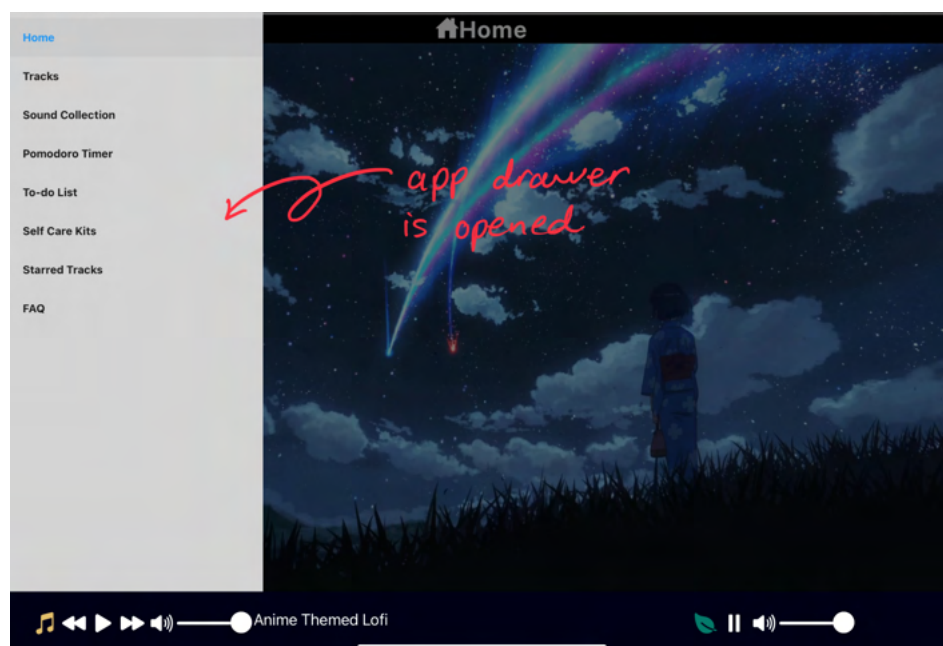 Home
Home
Tracks
Sound Collection
Pomodoro Timer
To-do List
Self Care Kits
Starred Tracks
FAQ
app drawer
is opened
Anime Themed Lofi